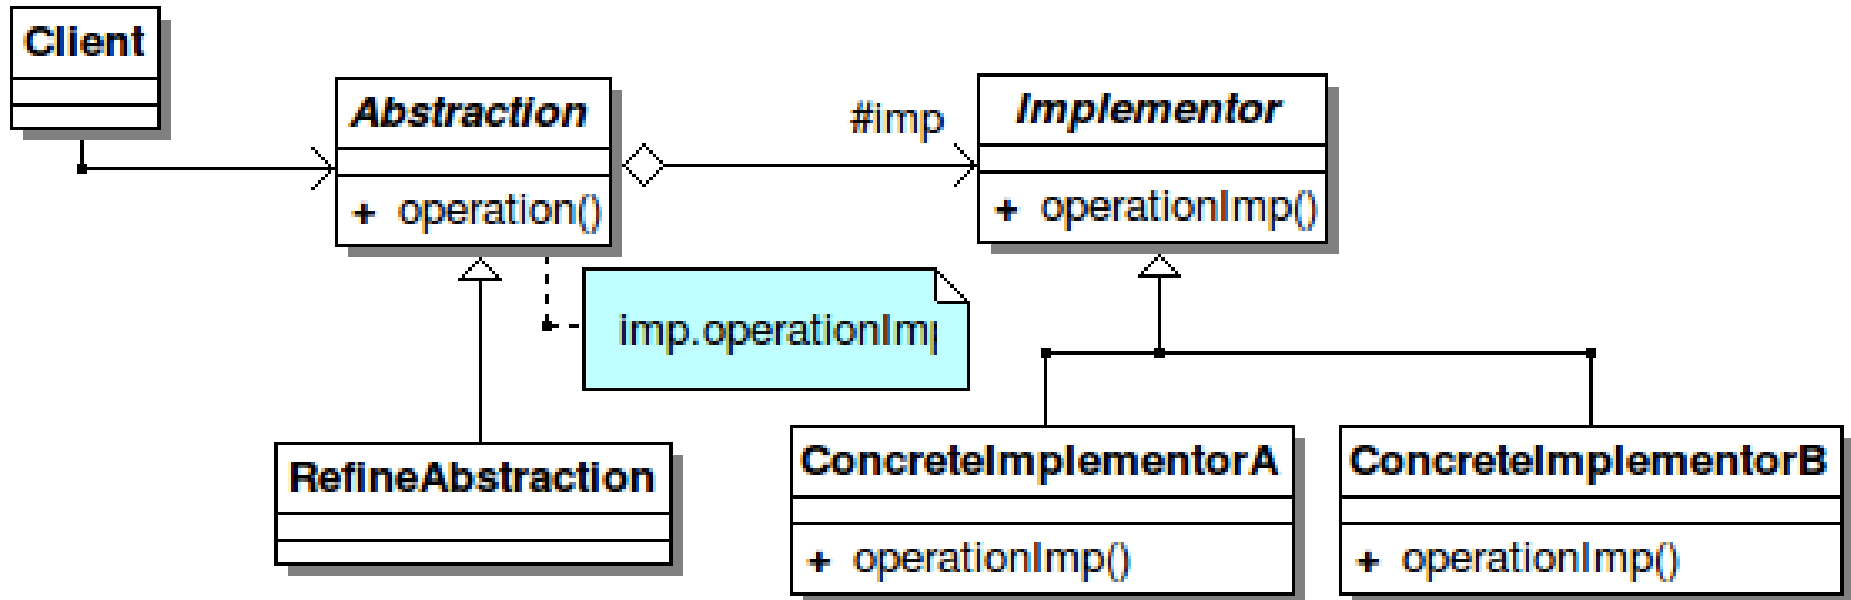 Client
Abstraction
+ operation()
#imp
Implementor
+ operationImp()
imp.operationImp
RefineAbstraction
ConcreteImplementorA
+ operationImp()
ConcreteImplementorB
+ operationImp()